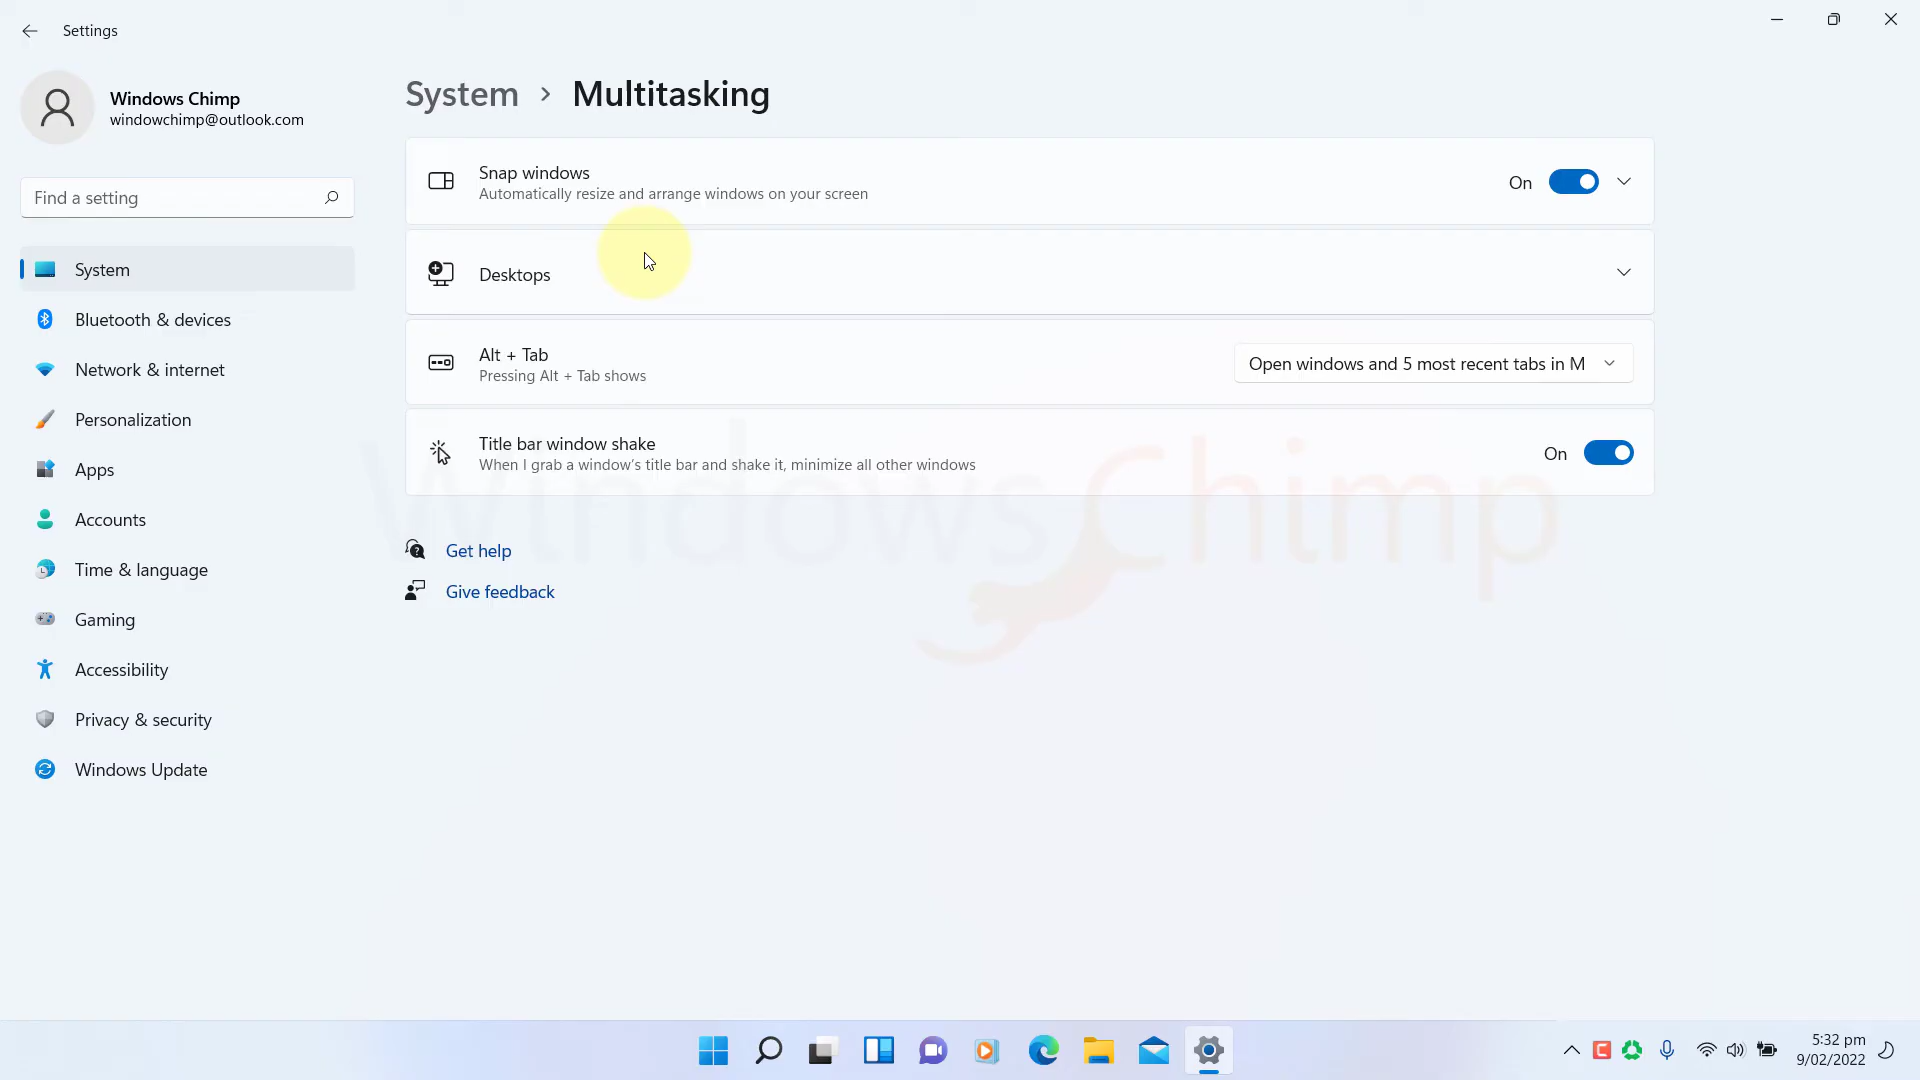 Settings
Windows Chimp
windowchimp@outlook.com
Find a setting
System
Bluetooth & devices
Network & internet
Personalization
Apps
Accounts
Time & language
Gaming
Accessibility
Privacy & security
Windows Update
System > Multitasking
Snap windows
Automatically resize and arrange windows on your screen
On
Desktops
Alt + Tab
Pressing Alt + Tab shows
Open windows and 5 most recent tabs in M
Title bar window shake
When I grab a window's title bar and shake it, minimize all other windows
On
WindowsChimp
Get help
Give feedback
5:32 pm
9/02/2022